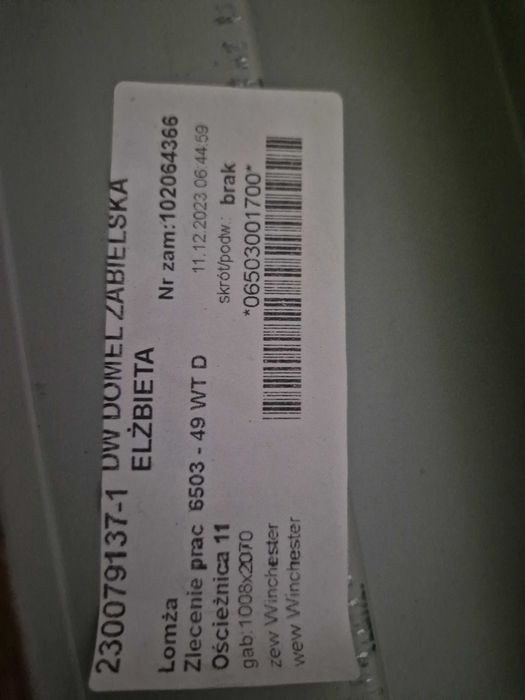 230079137-1 DW DOMEL ZABIELSKA
ELŻBIETA
Łomża Nr zam:102064366
Zlecenie prac 6503 - 49 WT D 11.12.2023 06:44:59
Ościeżnica 11 skrót/podw.: brak
gab:1008x2070 *06503001700*
zew Winchester
wew Winchester